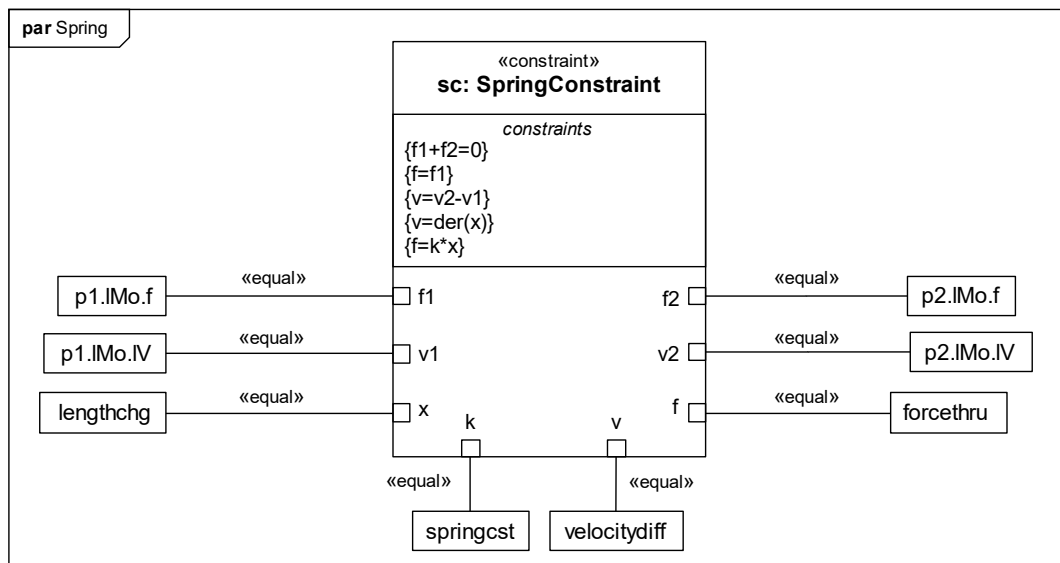 par Spring
«constraint»
sc: SpringConstraint
constraints
{f1+f2=0}
{f=f1}
{v=v2-v1}
{v=der(x)}
{f=k*x}
p1.lMo.f
«equal»
f1
f2
«equal»
p2.lMo.f
p1.lMo.lV
«equal»
v1
v2
«equal»
p2.lMo.lV
lengthchg
«equal»
x
f
«equal»
forcethru
k
v
«equal»
«equal»
springcst
velocitydiff